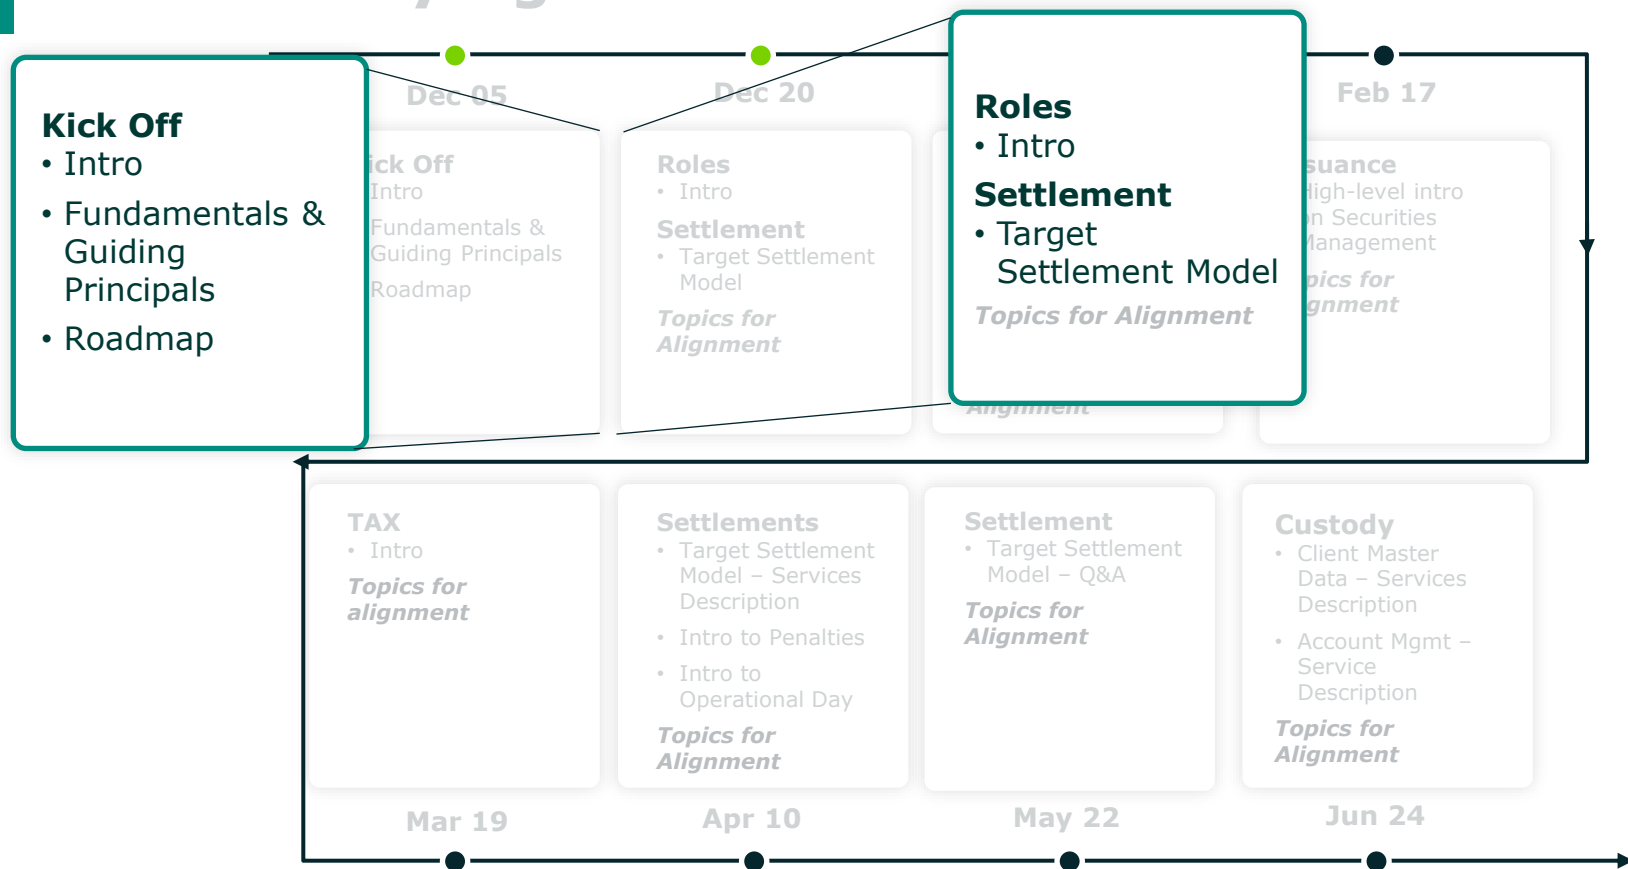 Dec 05
Dec 20
Feb 17
Kick Off
• Intro
• Fundamentals &
Guiding
Principals
• Roadmap
ick Off
Intro
Fundamentals &
Guiding Principals
Roadmap
Roles
• Intro
Settlement
• Target Settlement
Model
Topics for
Alignment
Roles
• Intro
Settlement
• Target
Settlement Model
Topics for Alignment
Alignment
suance
High-level intro
on Securities
Management
pics for
gnment
TAX
• Intro
Topics for
alignment
Settlements
• Target Settlement
Model – Services
Description
• Intro to Penalties
• Intro to
Operational Day
Topics for
Alignment
Settlement
• Target Settlement
Model – Q&A
Topics for
Alignment
Custody
• Client Master
Data – Services
Description
• Account Mgmt –
Service
Description
Topics for
Alignment
Mar 19
Apr 10
May 22
Jun 24